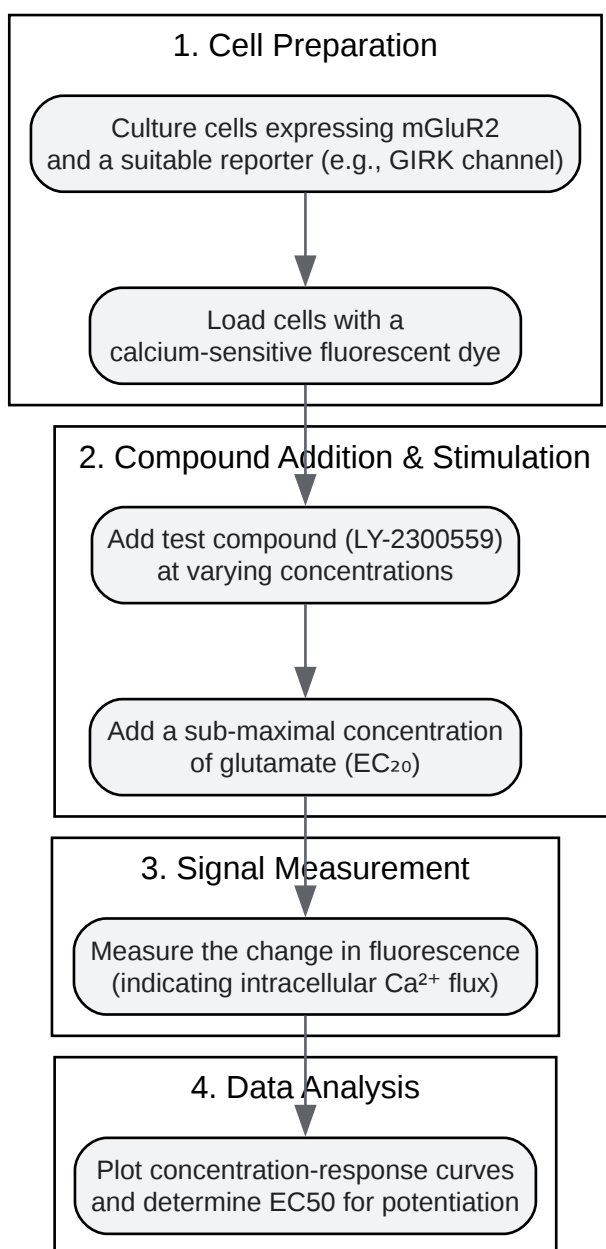 1. Cell Preparation
Culture cells expressing mGluR2
and a suitable reporter (e.g., GIRK channel)
Load cells with a
calcium-sensitive fluorescent dye
2. Compound Addition & Stimulation
Add test compound (LY-2300559)
at varying concentrations
Add a sub-maximal concentration
of glutamate (EC₂₀)
3. Signal Measurement
Measure the change in fluorescence
(indicating intracellular Ca²⁺ flux)
4. Data Analysis
Plot concentration-response curves
and determine EC50 for potentiation